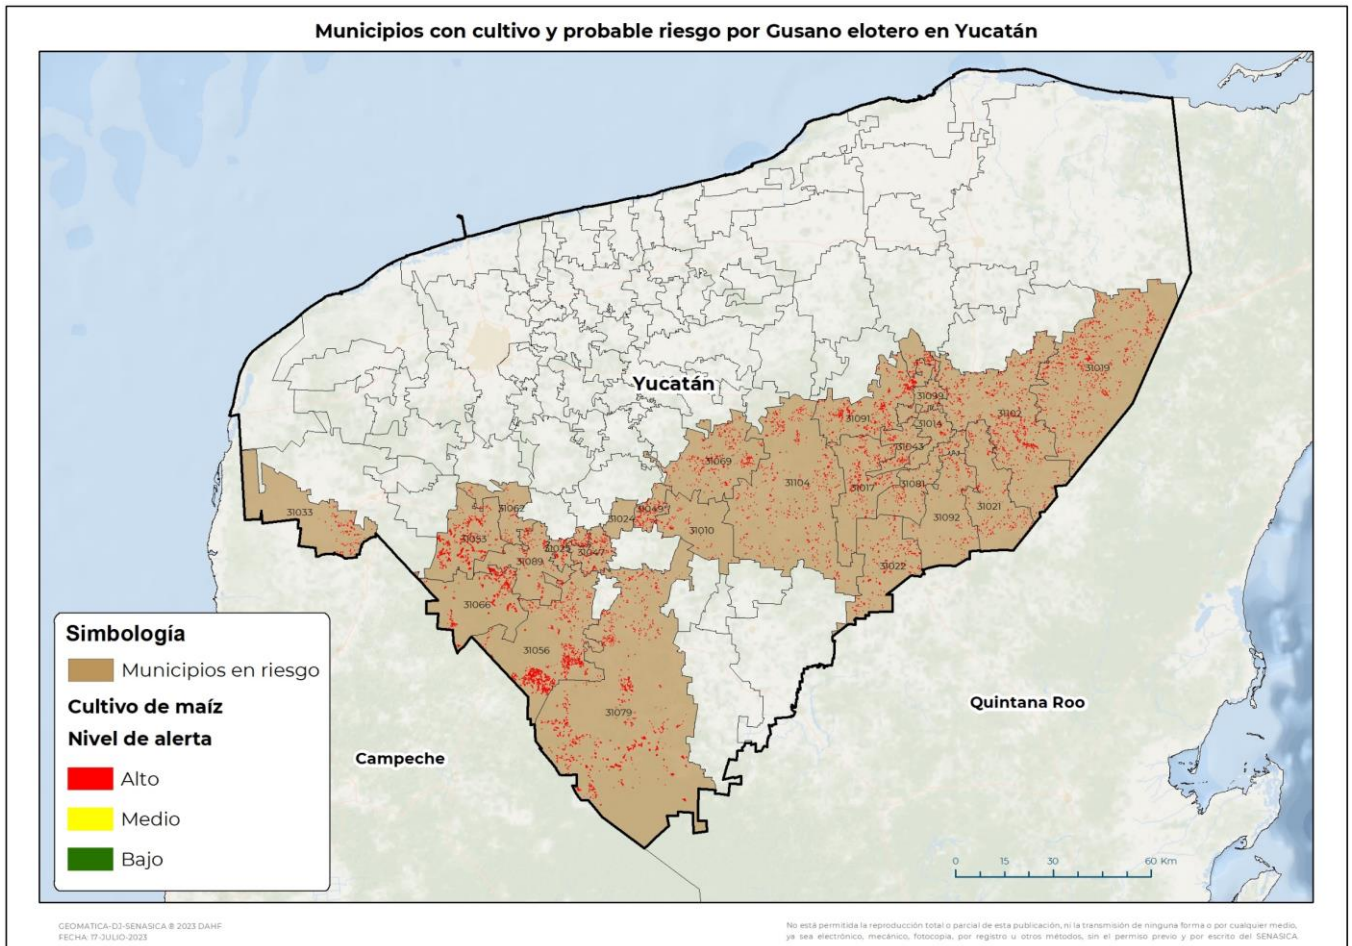 Municipios con cultivo y probable riesgo por Gusano elotero en Yucatán
31019
Yucatán
31099
31102
31091
31014
31043
31069
31104
31017
31081
31033
31062
31024
31049
31010
31092
31021
31053
31047
31089
31022
31066
31056
31079
Simbología
Municipios en riesgo
Cultivo de maíz
Nivel de alerta
Alto
Medio
Bajo
Campeche
Quintana Roo
0 15 30 60 Km
GEOMATICA-DJ-SENASICA ® 2023 DAHF
FECHA: 17-JULIO-2023
No está permitida la reproducción total o parcial de esta publicación, ni la transmisión de ninguna forma o por cualquier medio,
ya sea electrónico, mecánico, fotocopia, por registro u otros métodos, sin el permiso previo y por escrito del SENASICA.